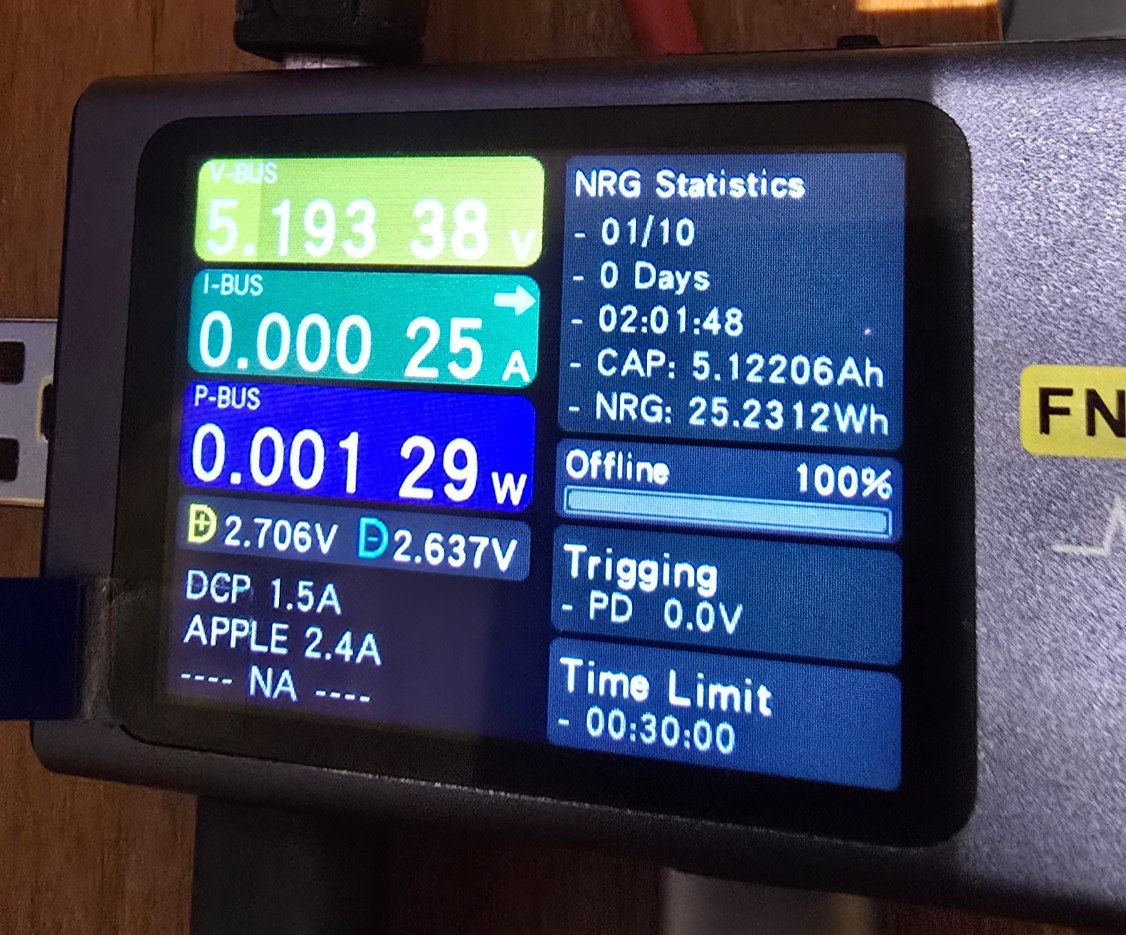 V-BUS
5.193 38 V
I-BUS
0.000 25 A
P-BUS
0.001 29 W
D+ 2.706V D- 2.637V
DCP 1.5A
APPLE 2.4A
---- NA ----
NRG Statistics
- 01/10
- 0 Days
- 02:01:48
- CAP: 5.12206Ah
- NRG: 25.2312Wh
Offline 100%
Trigging
- PD 0.0V
Time Limit
- 00:30:00
FN